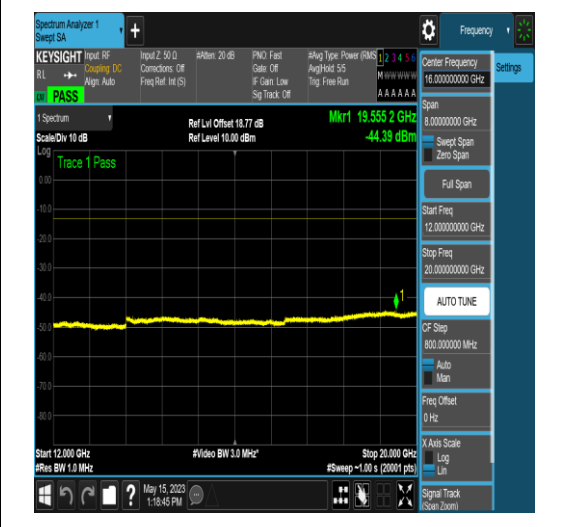 Spectrum Analyzer 1
Swept SA
+
Frequency
KEYSIGHT
RL
Input: RF
Coupling: DC
Align: Auto
Input Z: 50 Ω
Corrections: Off
Freq Ref: Int (S)
#Atten: 20 dB
PNO: Fast
Gate: Off
IF Gain: Low
Sig Track: Off
#Avg Type: Power (RMS
Avg|Hold: 5/5
Trig: Free Run
1 2 3 4 5 6
M W W W W W
A A A A A A
PASS
1 Spectrum
Scale/Div 10 dB
Ref Lvl Offset 18.77 dB
Ref Level 10.00 dBm
Mkr1 19.555 2 GHz
-44.39 dBm
Log
Trace 1 Pass
0.00
-10.0
-20.0
-30.0
-40.0
-50.0
-60.0
-70.0
-80.0
1
Start 12.000 GHz
#Res BW 1.0 MHz
#Video BW 3.0 MHz*
Stop 20.000 GHz
#Sweep ~1.00 s (20001 pts)
May 15, 2023
1:18:45 PM
?
Center Frequency
16.000000000 GHz
Settings
Span
8.00000000 GHz
Swept Span
Zero Span
Full Span
Start Freq
12.000000000 GHz
Stop Freq
20.000000000 GHz
AUTO TUNE
CF Step
800.000000 MHz
Auto
Man
Freq Offset
0 Hz
X Axis Scale
Log
Lin
Signal Track
(Span Zoom)